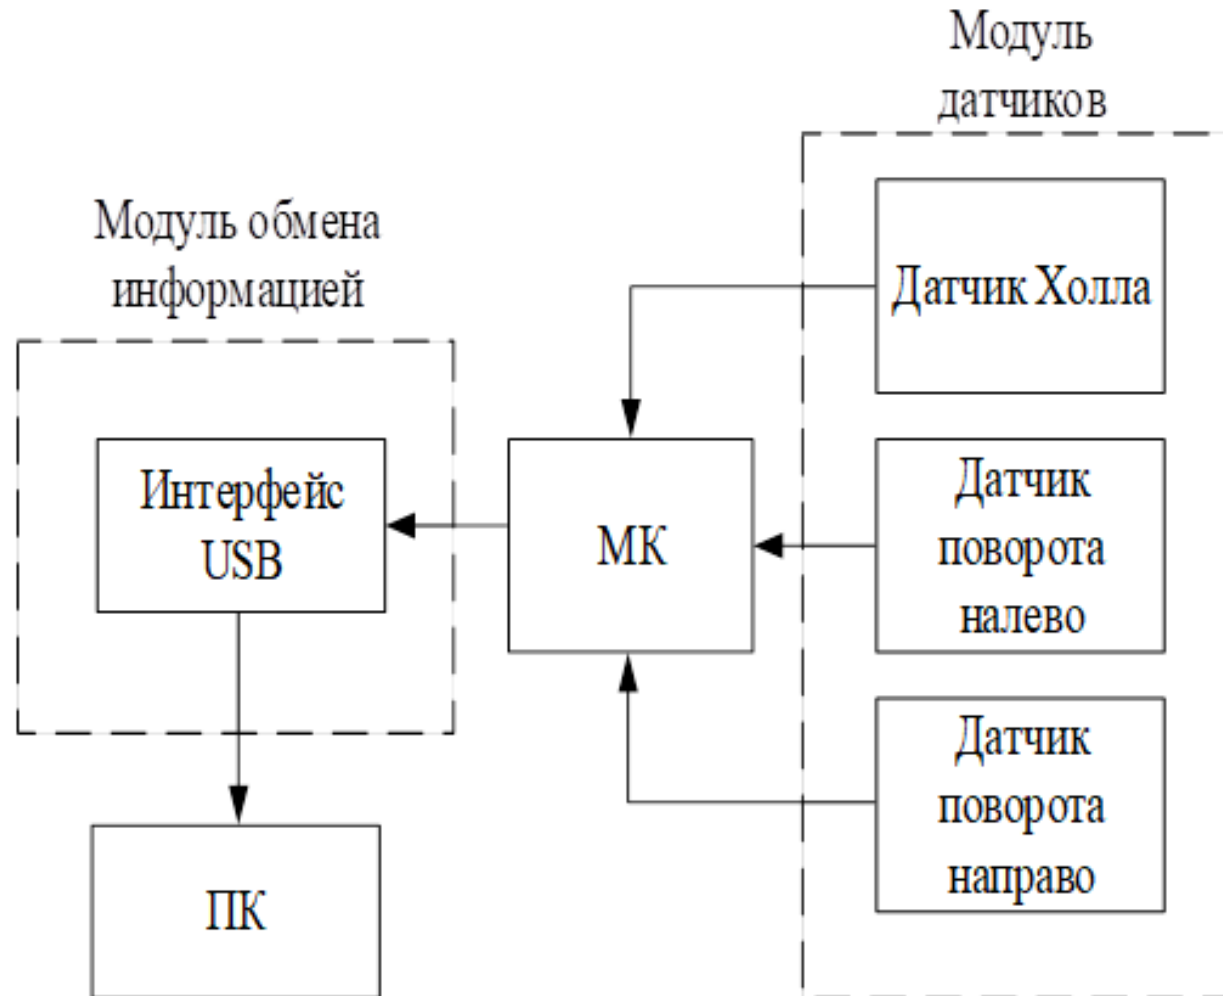 Модуль
датчиков
Модуль обмена
информацией
Датчик Холла
Интерфейс
USB
МК
Датчик
поворота
налево
Датчик
поворота
направо
ПК